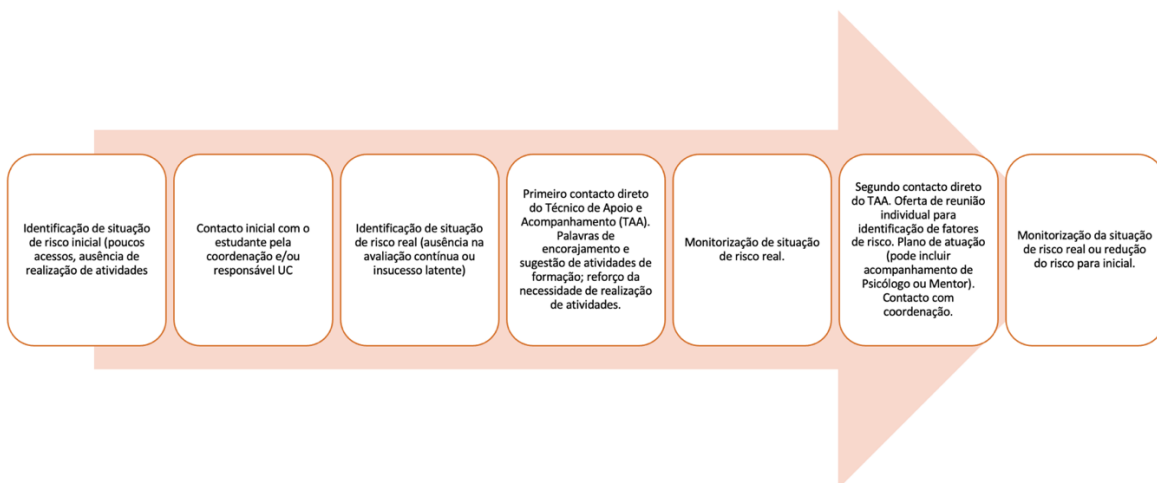 Identificação de situação
de risco inicial (poucos
acessos, ausência de
realização de atividades
Contacto inicial com o
estudante pela
coordenação e/ou
responsável UC
Identificação de situação
de risco real (ausência na
avaliação contínua ou
insucesso latente)
Primeiro contacto direto
do Técnico de Apoio e
Acompanhamento (TAA).
Palavras de
encorajamento e
sugestão de atividades de
formação; reforço da
necessidade de realização
de atividades.
Monitorização de situação
de risco real.
Segundo contacto direto
do TAA. Oferta de reunião
individual para
identificação de fatores
de risco. Plano de atuação
(pode incluir
acompanhamento de
Psicólogo ou Mentor).
Contacto com
coordenação.
Monitorização da situação
de risco real ou redução
do risco para inicial.